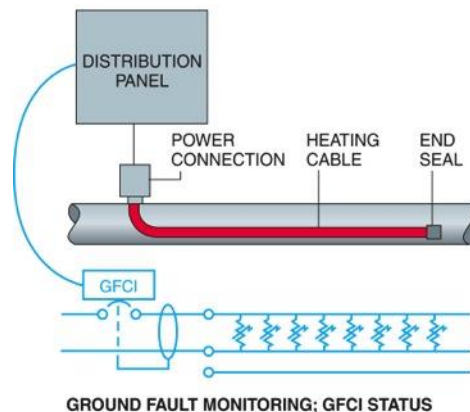 DISTRIBUTION
PANEL
POWER
CONNECTION
HEATING
CABLE
END
SEAL
GFCI
GROUND FAULT MONITORING; GFCI STATUS